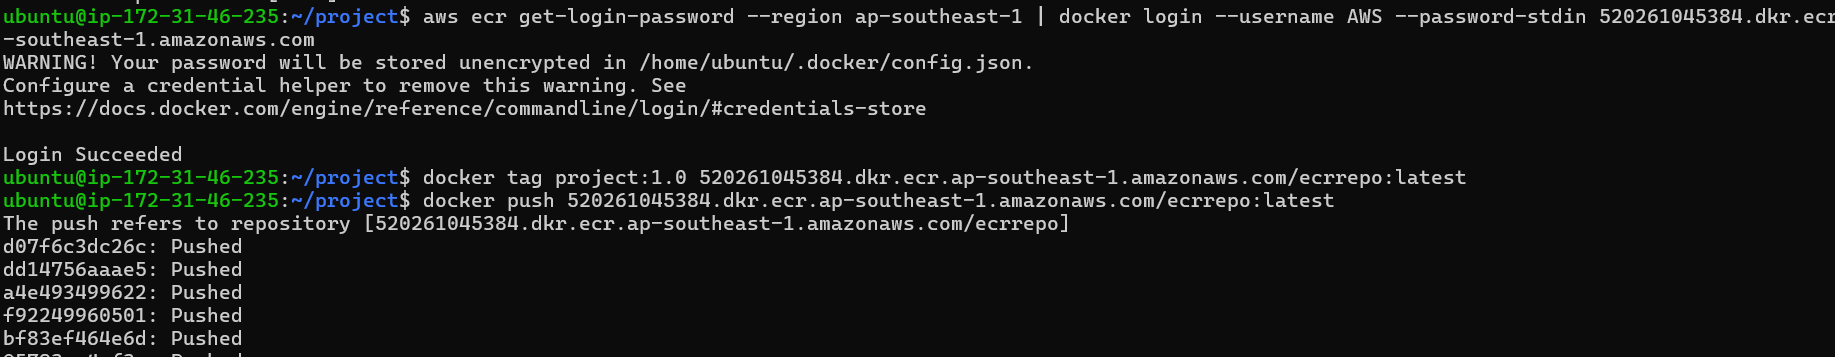 ubuntu@ip-172-31-46-235:~/project$ aws ecr get-login-password --region ap-southeast-1 | docker login --username AWS --password-stdin 520261045384.dkr.ecr
-southeast-1.amazonaws.com
WARNING! Your password will be stored unencrypted in /home/ubuntu/.docker/config.json.
Configure a credential helper to remove this warning. See
https://docs.docker.com/engine/reference/commandline/login/#credentials-store
Login Succeeded
ubuntu@ip-172-31-46-235:~/project$ docker tag project:1.0 520261045384.dkr.ecr.ap-southeast-1.amazonaws.com/ecrrepo:latest
ubuntu@ip-172-31-46-235:~/project$ docker push 520261045384.dkr.ecr.ap-southeast-1.amazonaws.com/ecrrepo:latest
The push refers to repository [520261045384.dkr.ecr.ap-southeast-1.amazonaws.com/ecrrepo]
d07f6c3dc26c: Pushed
dd14756aaae5: Pushed
a4e493499622: Pushed
f92249960501: Pushed
bf83ef464e6d: Pushed